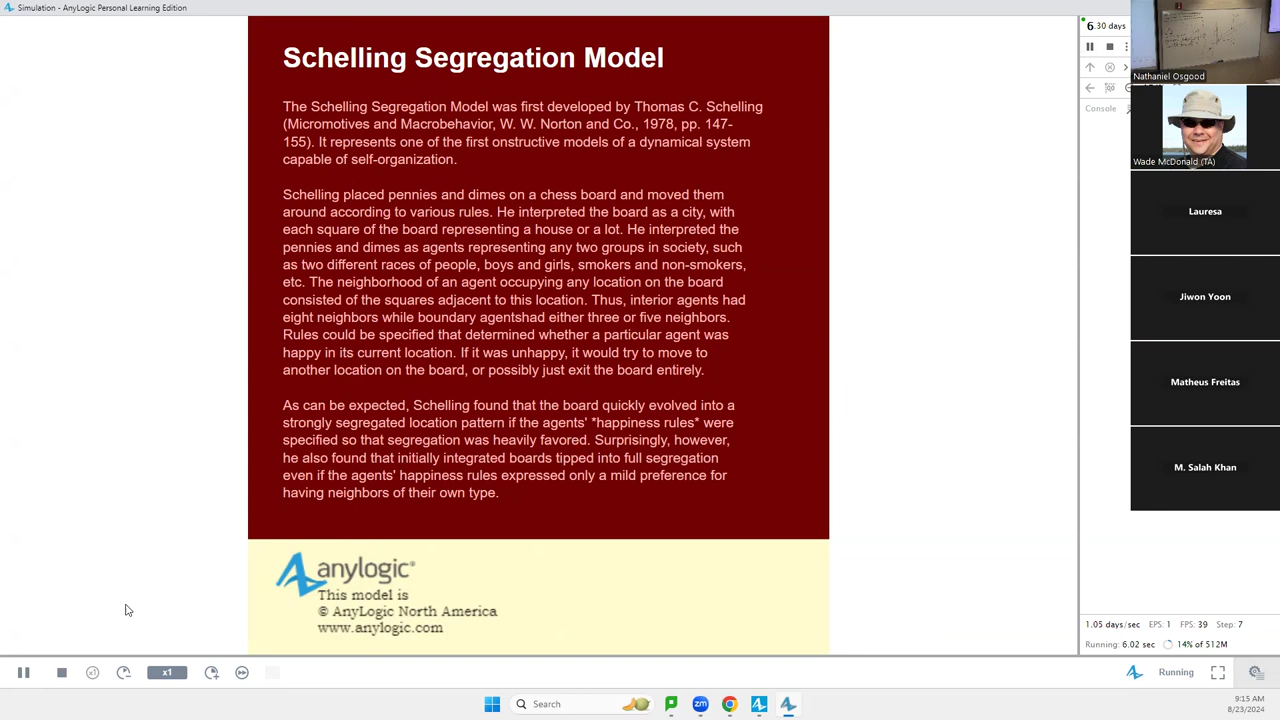 Simulation - AnyLogic Personal Learning Edition
Schelling Segregation Model
The Schelling Segregation Model was first developed by Thomas C. Schelling
(Micromotives and Macrobehavior, W. W. Norton and Co., 1978, pp. 147-
155). It represents one of the first onstructive models of a dynamical system
capable of self-organization.
Schelling placed pennies and dimes on a chess board and moved them
around according to various rules. He interpreted the board as a city, with
each square of the board representing a house or a lot. He interpreted the
pennies and dimes as agents representing any two groups in society, such
as two different races of people, boys and girls, smokers and non-smokers,
etc. The neighborhood of an agent occupying any location on the board
consisted of the squares adjacent to this location. Thus, interior agents had
eight neighbors while boundary agentshad either three or five neighbors.
Rules could be specified that determined whether a particular agent was
happy in its current location. If it was unhappy, it would try to move to
another location on the board, or possibly just exit the board entirely.
As can be expected, Schelling found that the board quickly evolved into a
strongly segregated location pattern if the agents' *happiness rules* were
specified so that segregation was heavily favored. Surprisingly, however,
he also found that initially integrated boards tipped into full segregation
even if the agents' happiness rules expressed only a mild preference for
having neighbors of their own type.
anylogic
This model is
© AnyLogic North America
www.anylogic.com
6.30 days
Console
Nathaniel Osgood
Wade McDonald (TA)
Lauresa
Jiwon Yoon
Matheus Freitas
M. Salah Khan
1.05 days/sec EPS: 1 FPS: 39 Step: 7
Running: 6.02 sec 14% of 512M
x1
x1
Running
Search
zm
9:15 AM
8/23/2024